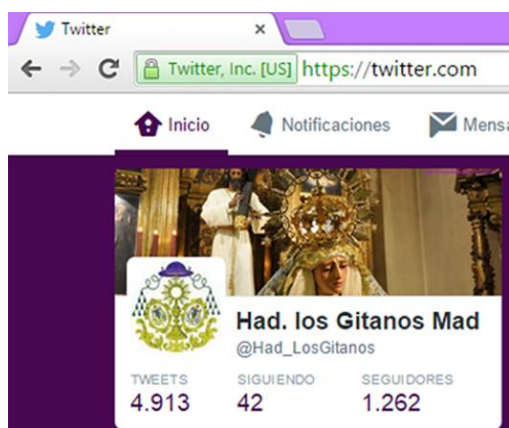 Twitter
Twitter, Inc. [US] https://twitter.com
Inicio Notificaciones Mensa
Had. los Gitanos Mad
@Had_LosGitanos
TWEETS SIGUIENDO SEGUIDORES
4.913 42 1.262